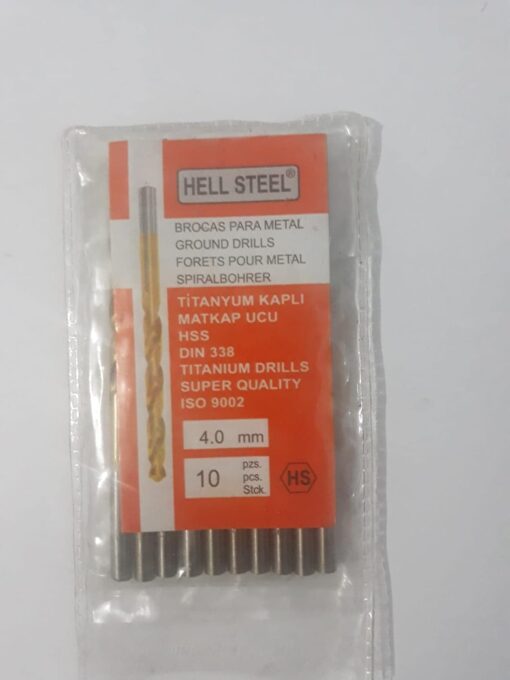 HELL STEEL®
BROCAS PARA METAL
GROUND DRILLS
FORETS POUR METAL
SPIRALBOHRER
TİTANYUM KAPLI
MATKAP UCU
HSS
DIN 338
TITANIUM DRILLS
SUPER QUALITY
ISO 9002
4.0 mm
10 pzs.
pcs.
Stck.
HS